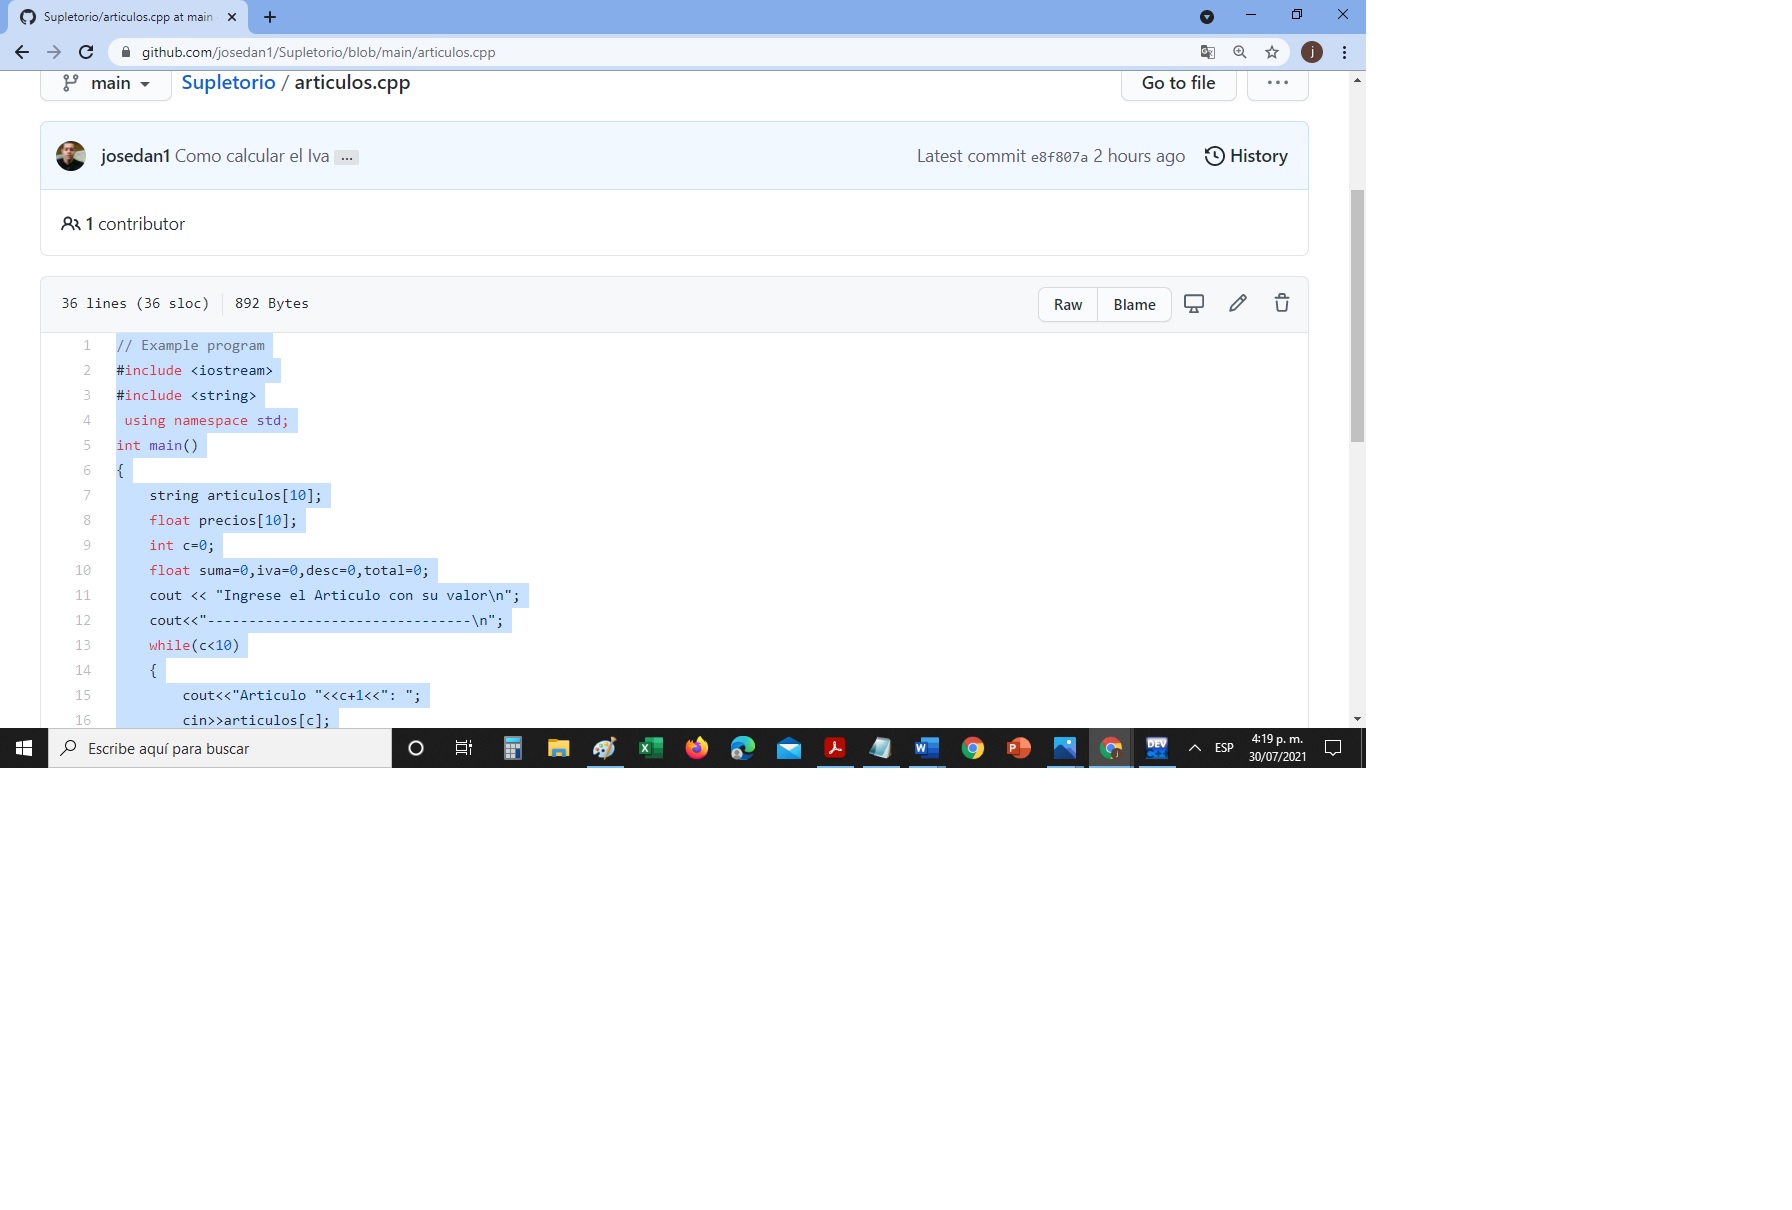 Supletorio/articulos.cpp at main
github.com/josedan1/Supletorio/blob/main/articulos.cpp
j
main Supletorio / articulos.cpp Go to file ...
josedan1 Como calcular el Iva ... Latest commit e8f807a 2 hours ago History
1 contributor
36 lines (36 sloc) 892 Bytes Raw Blame
1 // Example program
2 #include <iostream>
3 #include <string>
4  using namespace std;
5 int main()
6 {
7     string articulos[10];
8     float precios[10];
9     int c=0;
10     float suma=0,iva=0,desc=0,total=0;
11     cout << "Ingrese el Articulo con su valor\n";
12     cout<<"--------------------------------\n";
13     while(c<10)
14     {
15         cout<<"Articulo "<<c+1<<": ";
16         cin>>articulos[c];
Escribe aquí para buscar DEV ESP 4:19 p. m.
30/07/2021